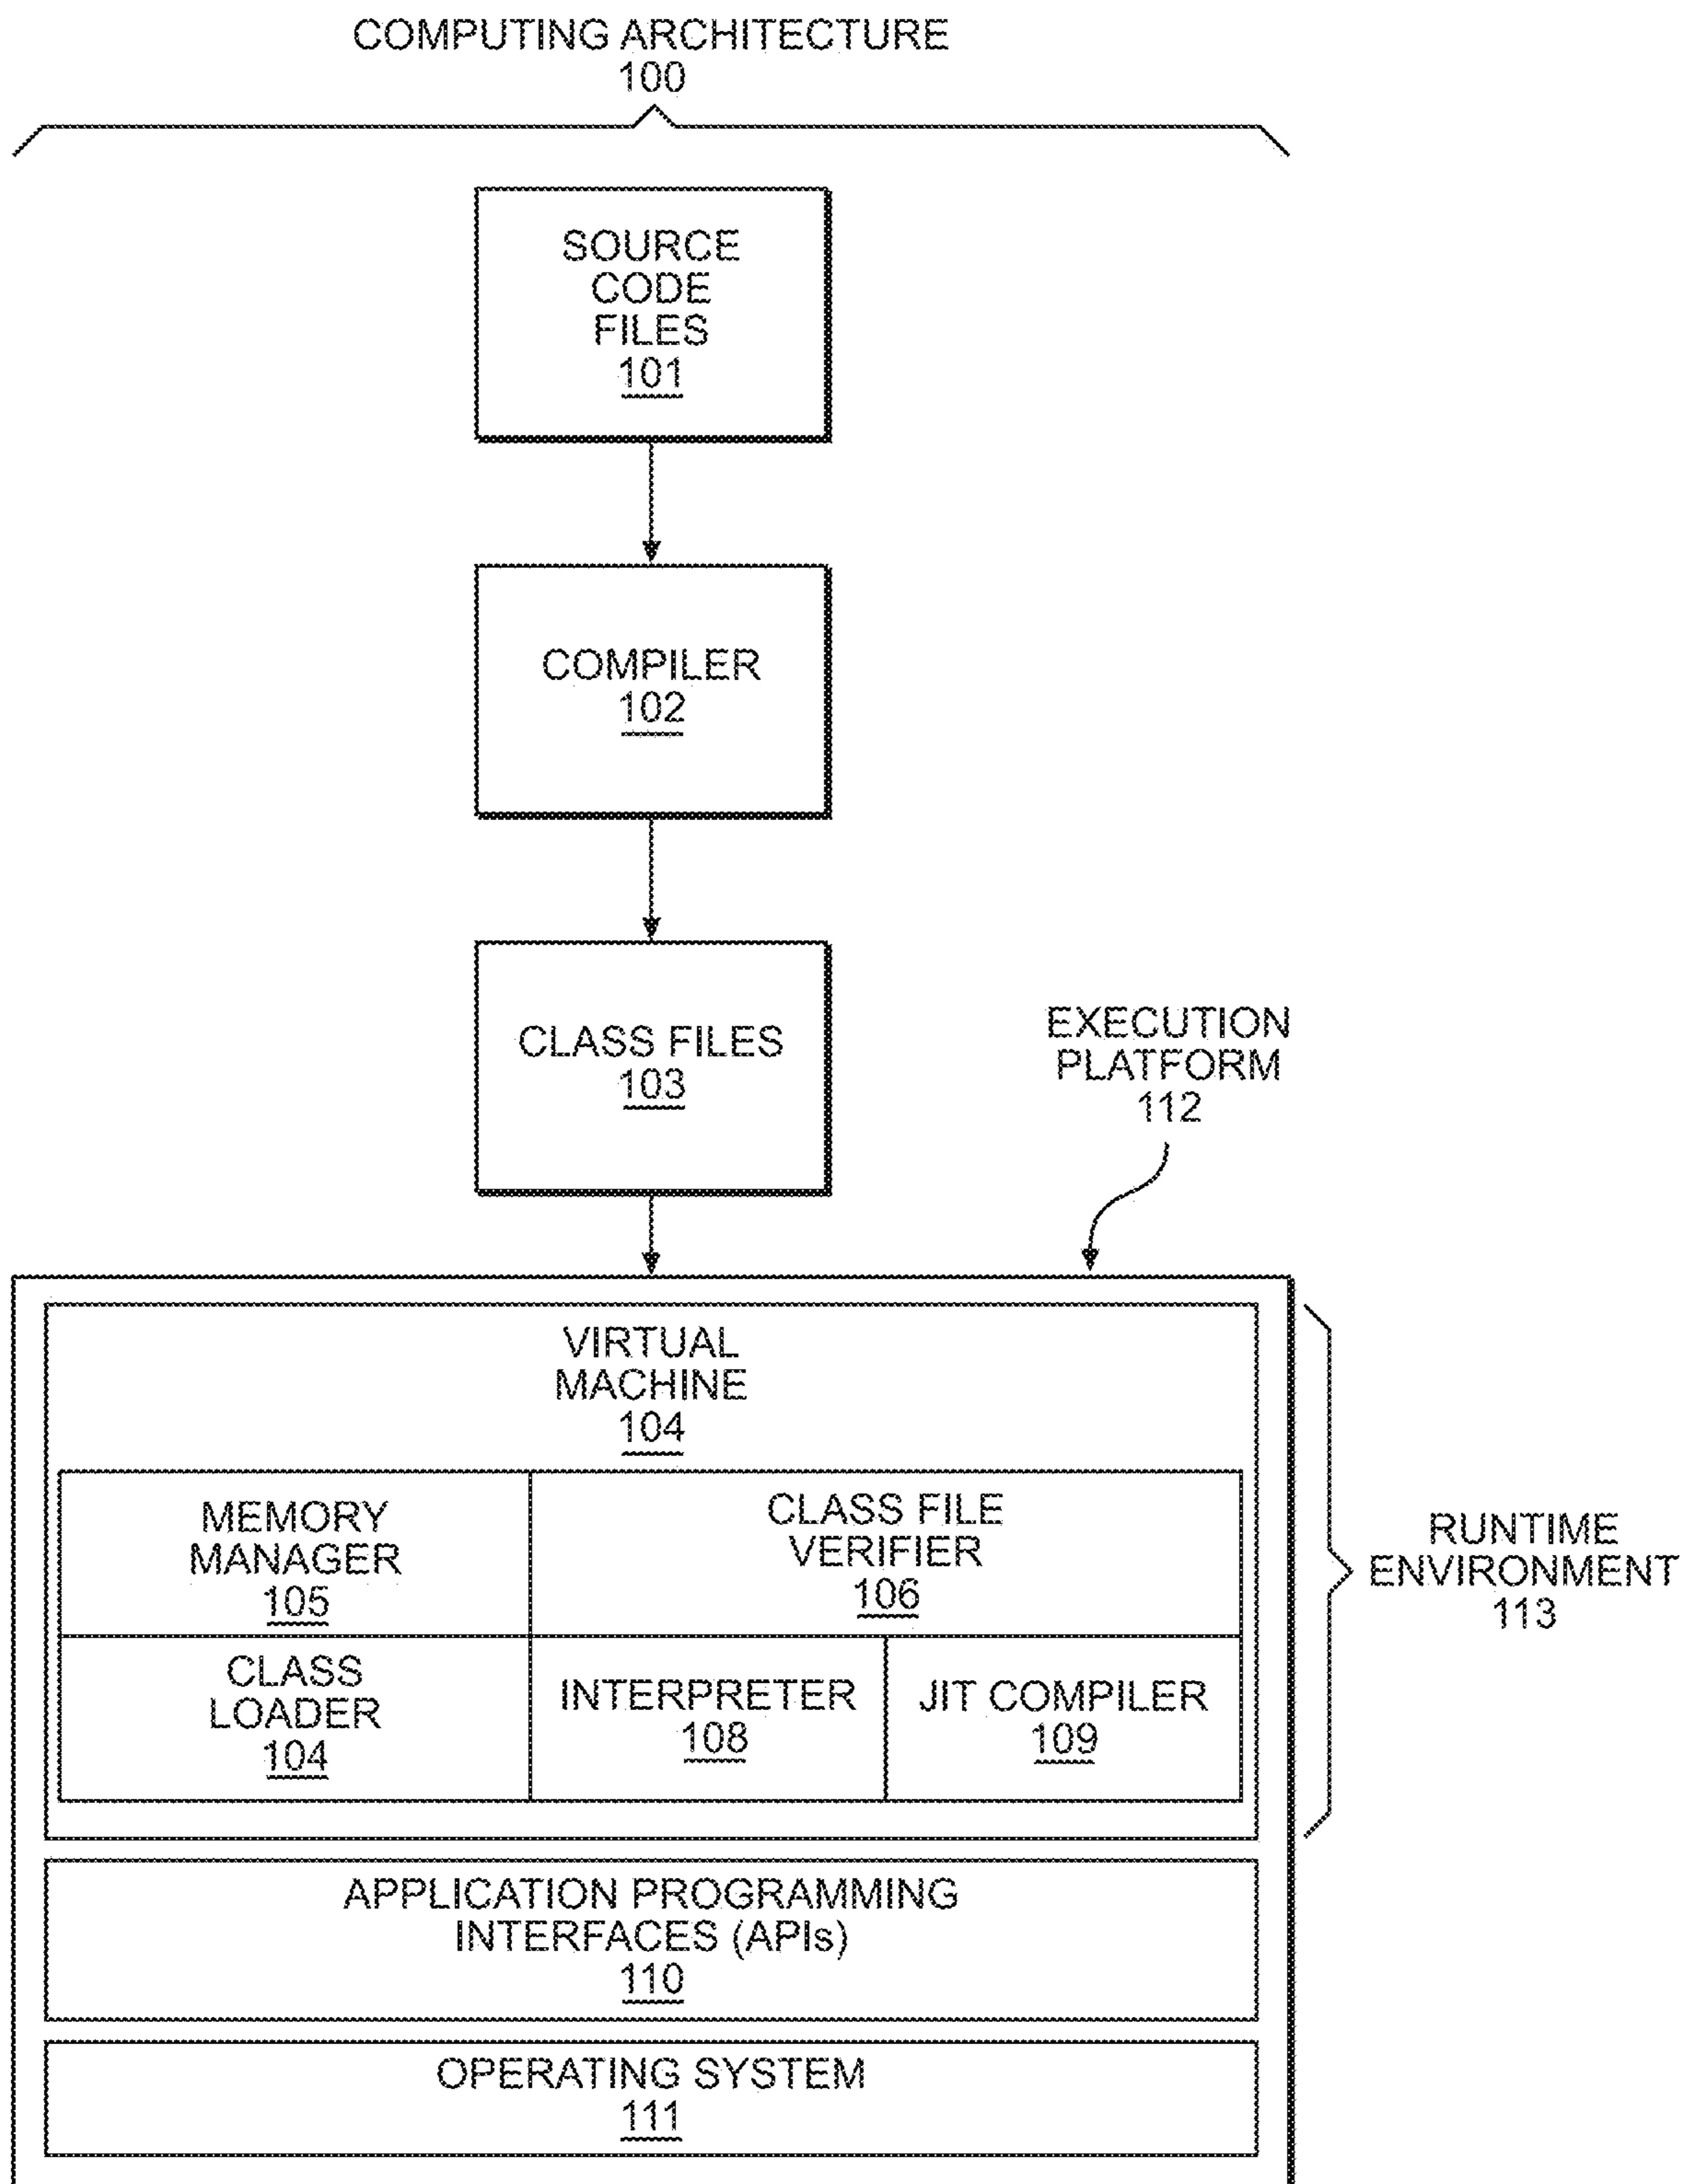 COMPUTING ARCHITECTURE
100
SOURCE
CODE
FILES
101
COMPILER
102
CLASS FILES
103
EXECUTION
PLATFORM
112
VIRTUAL
MACHINE
104
MEMORY
MANAGER
105
CLASS FILE
VERIFIER
106
CLASS
LOADER
104
INTERPRETER
108
JIT COMPILER
109
RUNTIME
ENVIRONMENT
113
APPLICATION PROGRAMMING
INTERFACES (APIs)
110
OPERATING SYSTEM
111